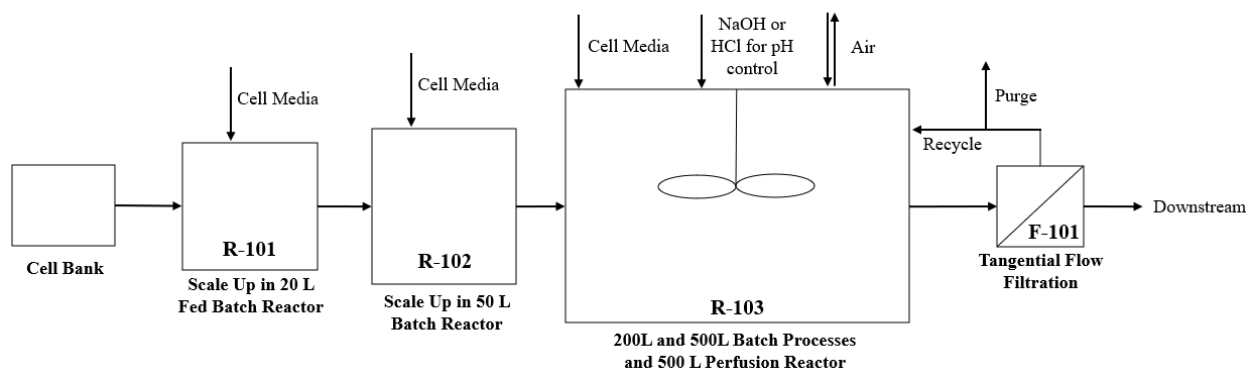 Cell Bank
Cell Media
R-101
Scale Up in 20 L
Fed Batch Reactor
Cell Media
R-102
Scale Up in 50 L
Batch Reactor
Cell Media
NaOH or
HCl for pH
control
Air
R-103
200L and 500L Batch Processes
and 500 L Perfusion Reactor
Purge
Recycle
F-101
Tangential Flow
Filtration
Downstream